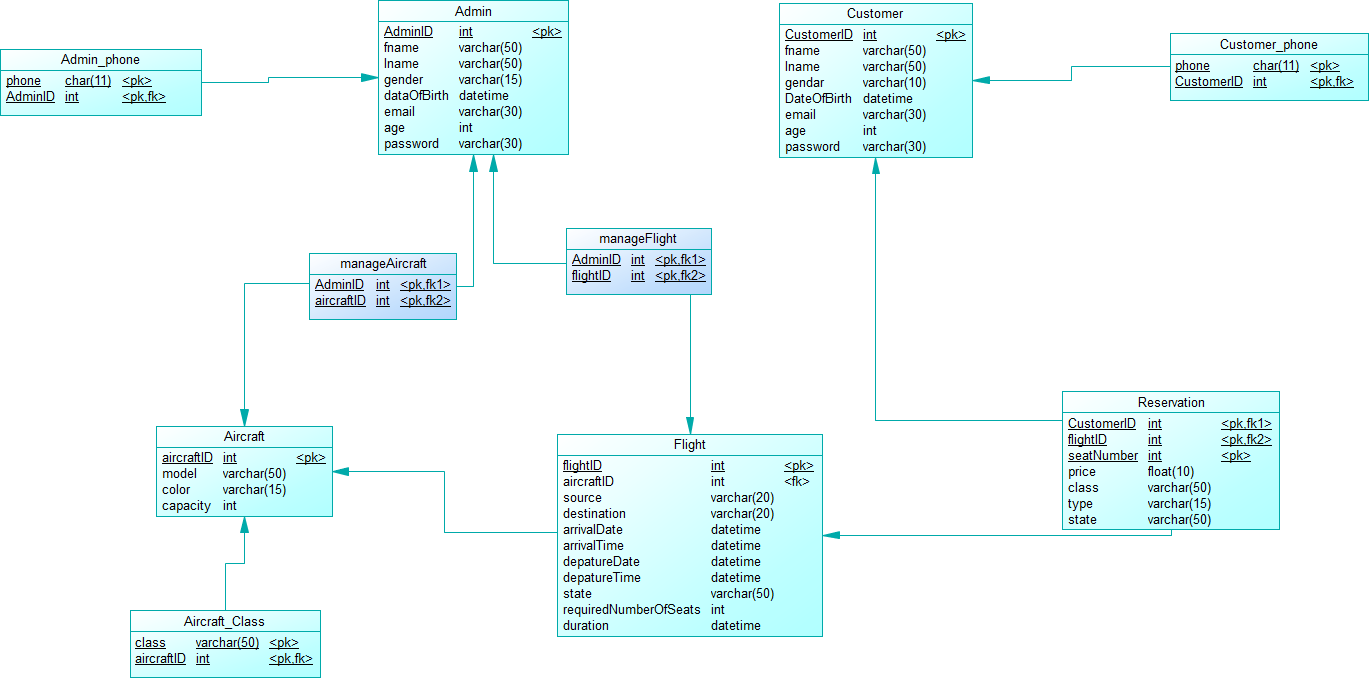 Admin
AdminID int <pk>
fname varchar(50)
lname varchar(50)
gender varchar(15)
dataOfBirth datetime
email varchar(30)
age int
password varchar(30)
Customer
CustomerID int <pk>
fname varchar(50)
lname varchar(50)
gendar varchar(10)
DateOfBirth datetime
email varchar(30)
age int
password varchar(30)
Customer_phone
phone char(11) <pk>
CustomerID int <pk,fk>
Admin_phone
phone char(11) <pk>
AdminID int <pk,fk>
manageFlight
AdminID int <pk,fk1>
flightID int <pk,fk2>
manageAircraft
AdminID int <pk,fk1>
aircraftID int <pk,fk2>
Reservation
CustomerID int <pk,fk1>
flightID int <pk,fk2>
seatNumber int <pk>
price float(10)
class varchar(50)
type varchar(15)
state varchar(50)
Aircraft
aircraftID int <pk>
model varchar(50)
color varchar(15)
capacity int
Flight
flightID int <pk>
aircraftID int <fk>
source varchar(20)
destination varchar(20)
arrivalDate datetime
arrivalTime datetime
depatureDate datetime
depatureTime datetime
state varchar(50)
requiredNumberOfSeats int
duration datetime
Aircraft_Class
class varchar(50) <pk>
aircraftID int <pk,fk>